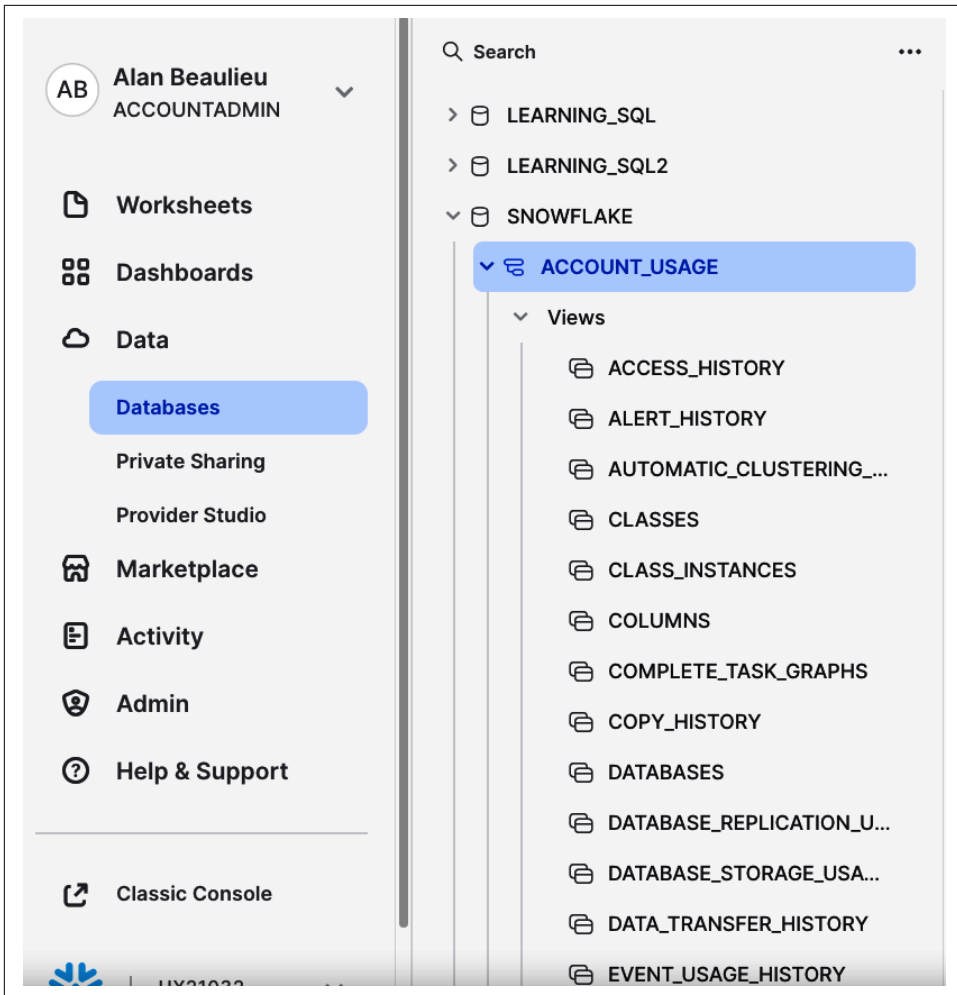 AB
Alan Beaulieu
ACCOUNTADMIN
Worksheets
Dashboards
Data
Databases
Private Sharing
Provider Studio
Marketplace
Activity
Admin
Help & Support
Classic Console
Search
LEARNING_SQL
LEARNING_SQL2
SNOWFLAKE
ACCOUNT_USAGE
Views
ACCESS_HISTORY
ALERT_HISTORY
AUTOMATIC_CLUSTERING_...
CLASSES
CLASS_INSTANCES
COLUMNS
COMPLETE_TASK_GRAPHS
COPY_HISTORY
DATABASES
DATABASE_REPLICATION_U...
DATABASE_STORAGE_USA...
DATA_TRANSFER_HISTORY
EVENT_USAGE_HISTORY